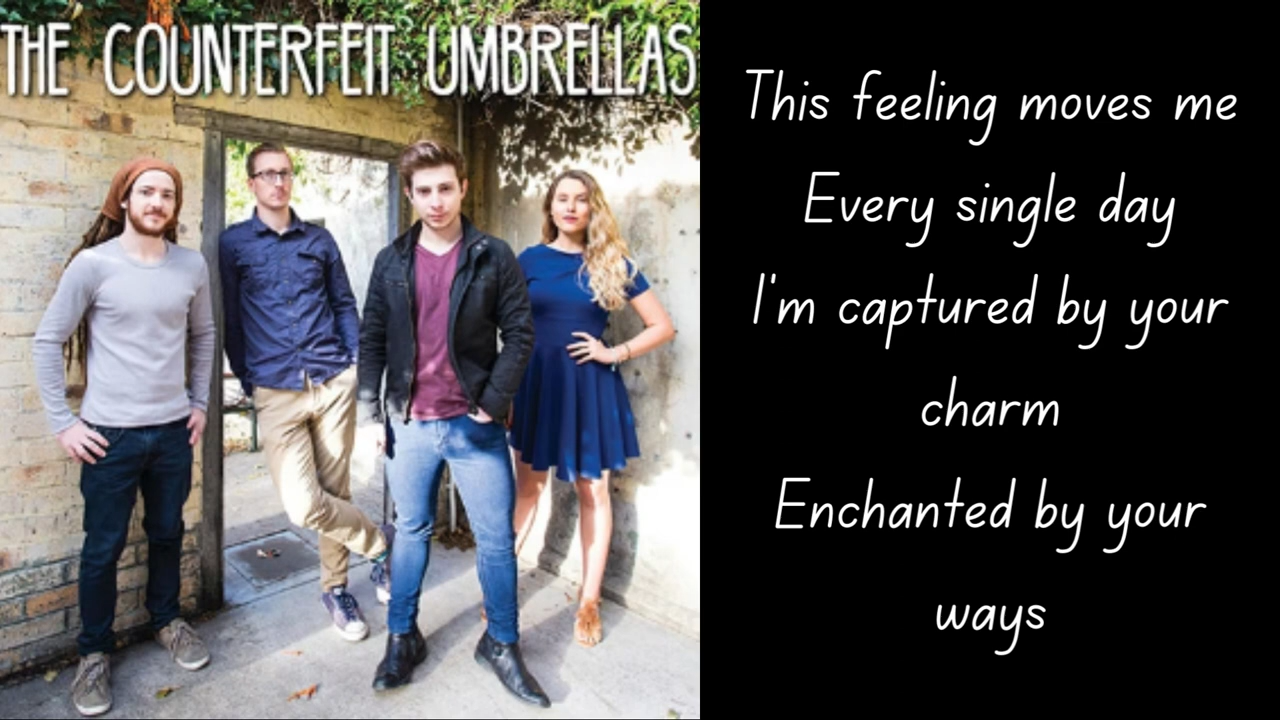 THE COUNTERFEIT UMBRELLAS
This feeling moves me
Every single day
I'm captured by your
charm
Enchanted by your
ways